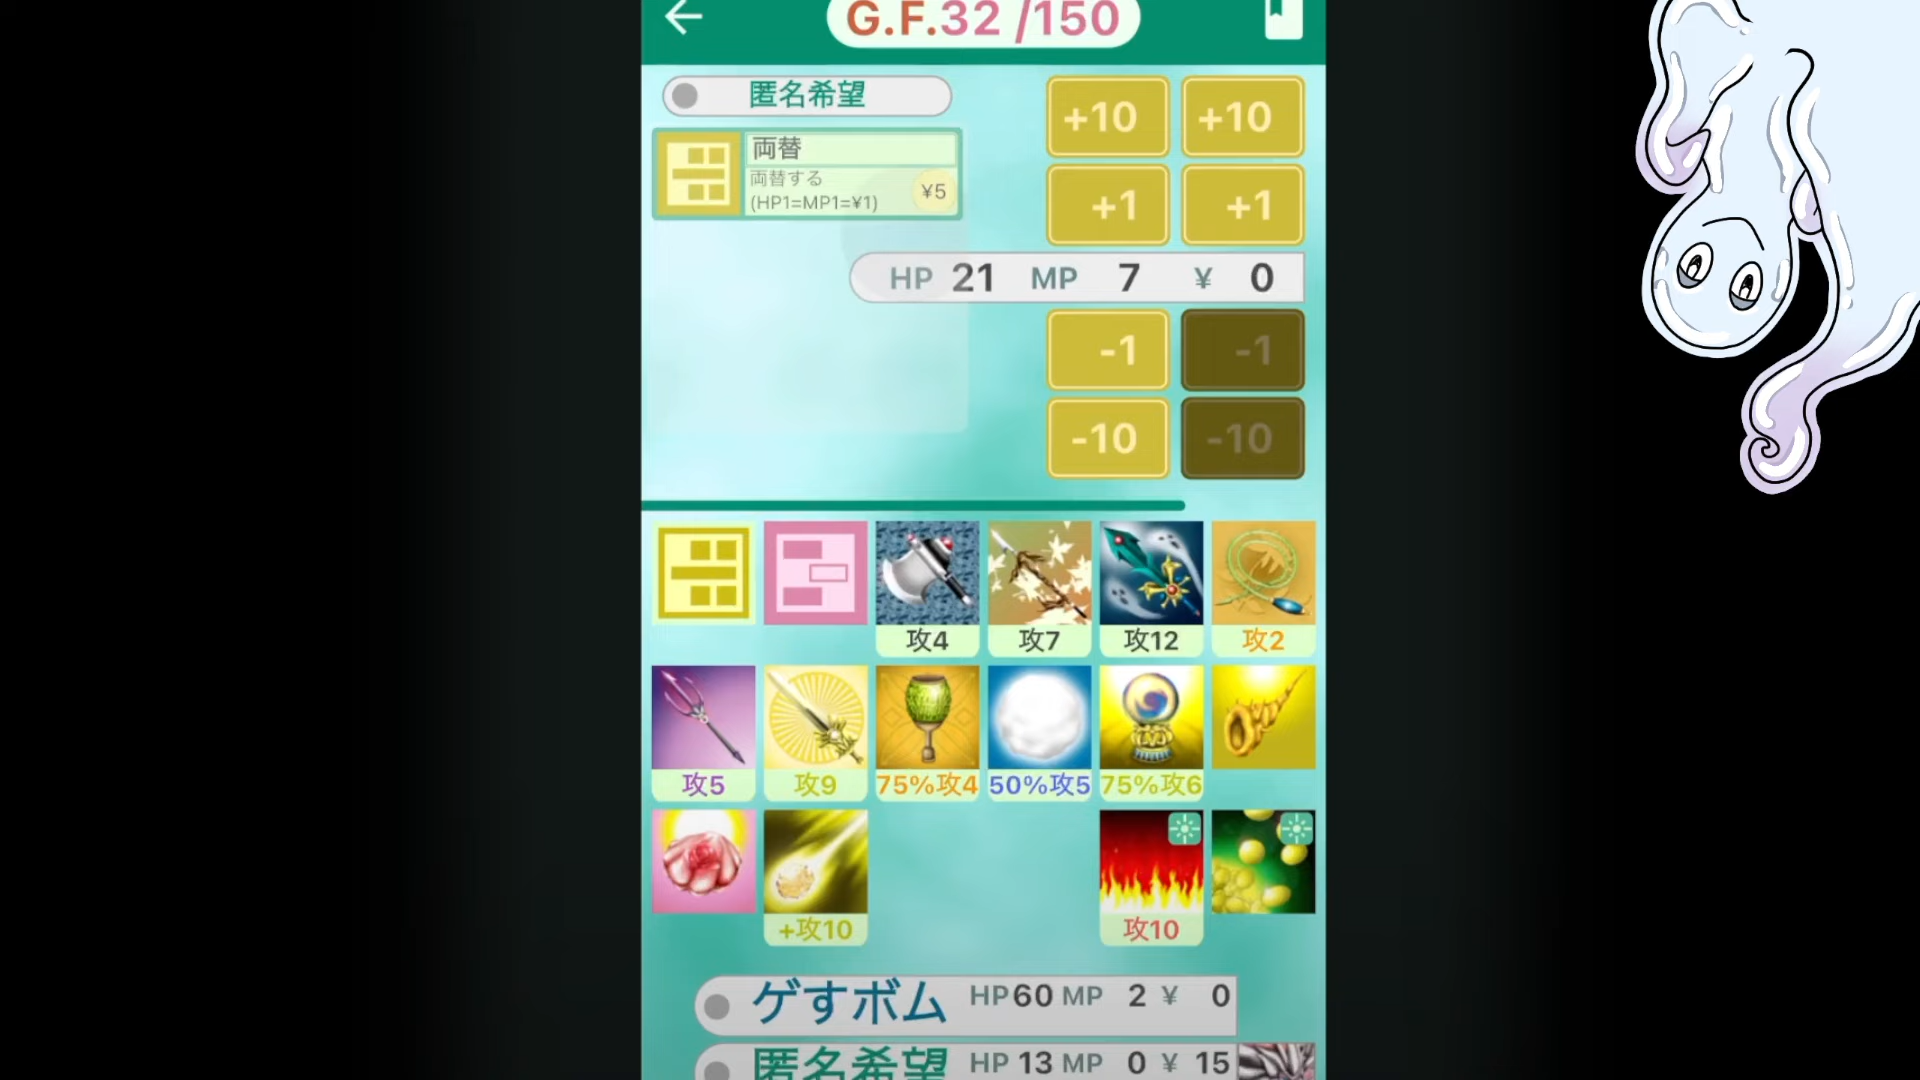 G.F.32 /150
匿名希望
+10 +10
両替
両替する
(HP1=MP1=¥1)
¥5
+1 +1
HP 21 MP 7 ¥ 0
-1 -1
-10 -10
攻4 攻7 攻12 攻2
攻5 攻9 75%攻4 50%攻5 75%攻6
+攻10 攻10
ゲすボム HP60 MP 2 ¥ 0
匿名希望 HP 13 MP 0 ¥ 15